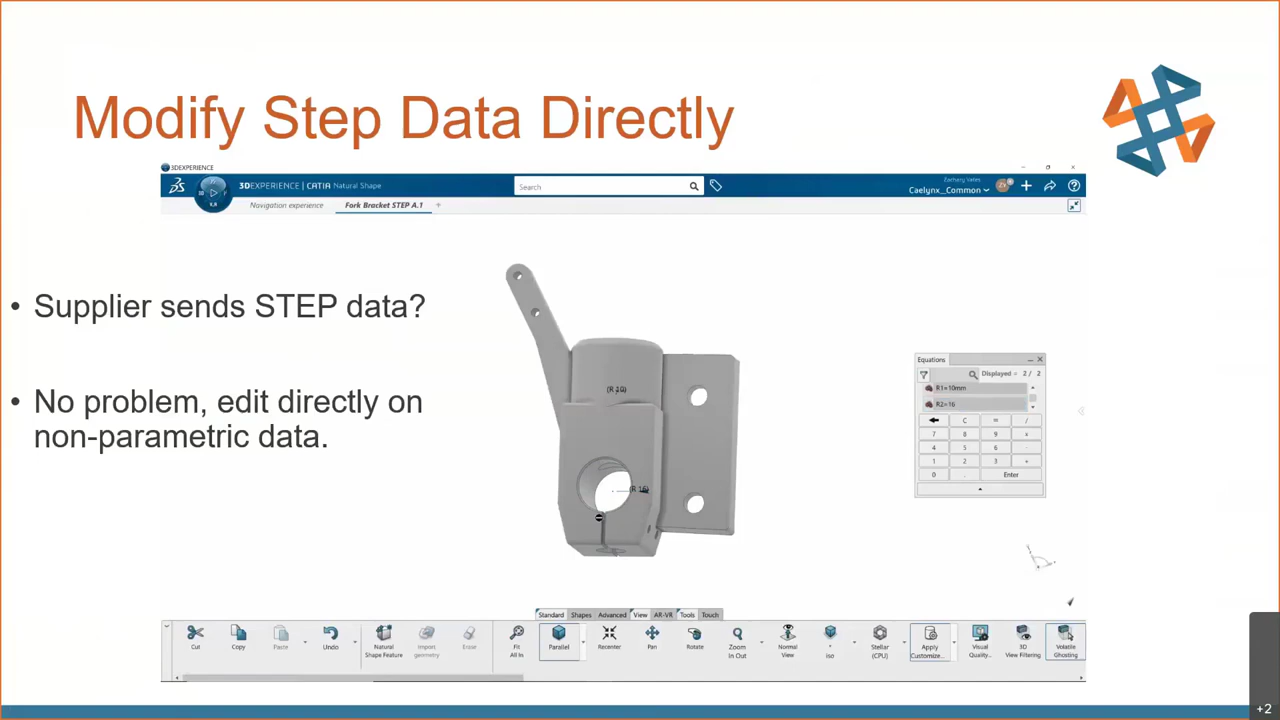 Modify Step Data Directly
3DEXPERIENCE
3DEXPERIENCE | CATIA Natural Shape
Search
Zachary Yates
Caelynx_Common
Navigation experience
Fork Bracket STEP A.1
+
• Supplier sends STEP data?
• No problem, edit directly on
non-parametric data.
(R 10)
(R 16)
Equations
Displayed = 2 / 2
R1=10mm
R2=16
C = /
7 8 9 x
4 5 6 -
1 2 3 +
0 . Enter
Standard Shapes Advanced View AR-VR Tools Touch
Cut
Copy
Paste
Undo
Natural
Shape Feature
Import
geometry
Erase
Fit
All In
Parallel
Recenter
Pan
Rotate
Zoom
In Out
Normal
View
*
Iso
Stellar
(CPU)
Apply
Customize...
Visual
Quality...
3D
View Filtering
Volatile
Ghosting
+2